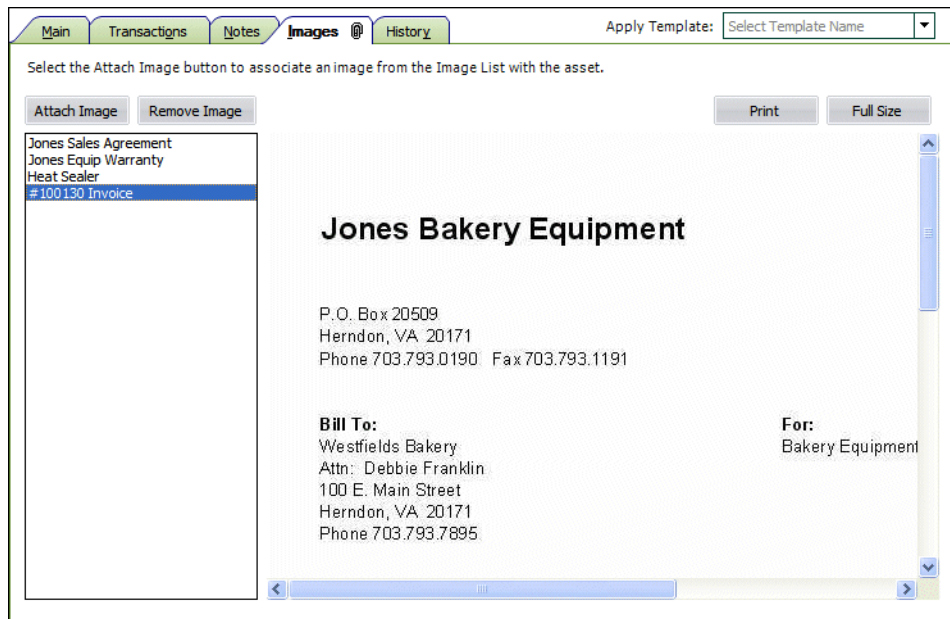 Main Transactions Notes Images History Apply Template: Select Template Name
Select the Attach Image button to associate an image from the Image List with the asset.
Attach Image Remove Image Print Full Size
Jones Sales Agreement
Jones Equip Warranty
Heat Sealer
#100130 Invoice
Jones Bakery Equipment
P.O. Box 20509
Herndon, VA 20171
Phone 703.793.0190 Fax 703.793.1191
Bill To: For:
Westfields Bakery Bakery Equipment
Attn: Debbie Franklin
100 E. Main Street
Herndon, VA 20171
Phone 703.793.7895